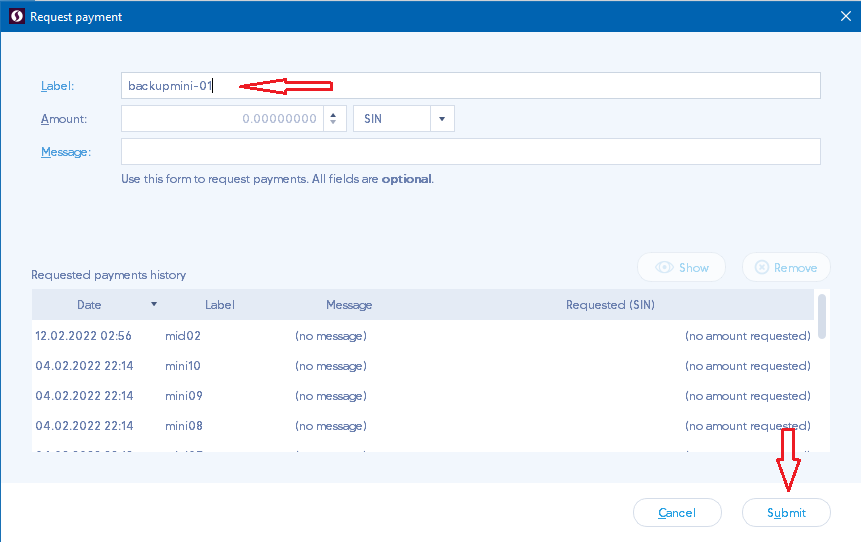 Request payment
Label: backupmini-01
Amount: 0.00000000 SIN
Message:
Use this form to request payments. All fields are optional.
Show Remove
Requested payments history
Date Label Message Requested (SIN)
12.02.2022 02:56 mid02 (no message) (no amount requested)
04.02.2022 22:14 mini10 (no message) (no amount requested)
04.02.2022 22:14 mini09 (no message) (no amount requested)
04.02.2022 22:14 mini08 (no message) (no amount requested)
Cancel Submit